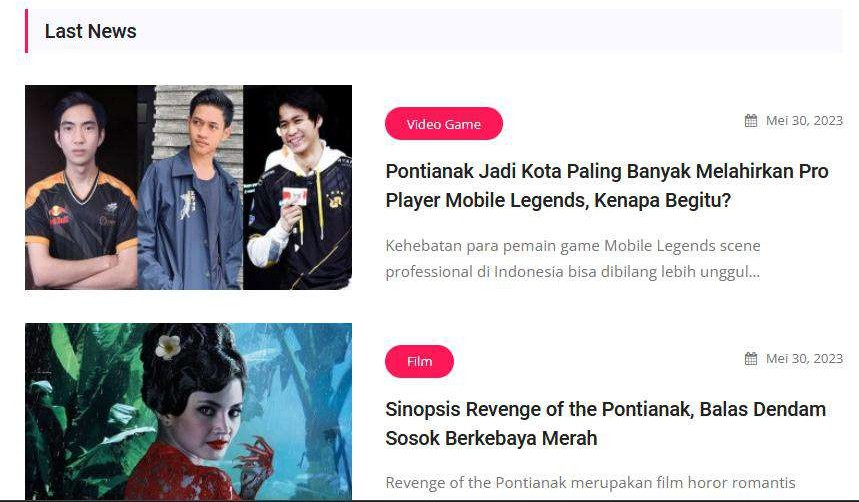 Last News
Video Game
Mei 30, 2023
Pontianak Jadi Kota Paling Banyak Melahirkan Pro
Player Mobile Legends, Kenapa Begitu?
Kehebatan para pemain game Mobile Legends scene
professional di Indonesia bisa dibilang lebih unggul...
Film
Mei 30, 2023
Sinopsis Revenge of the Pontianak, Balas Dendam
Sosok Berkebaya Merah
Revenge of the Pontianak merupakan film horor romantis